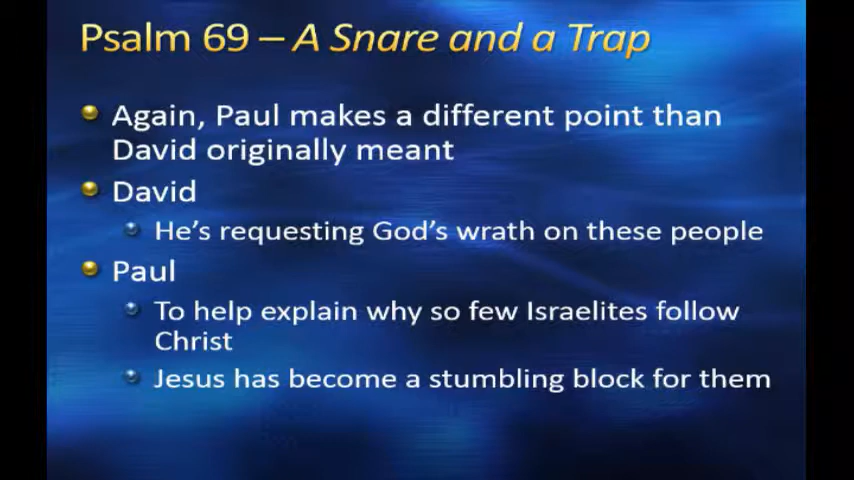 Psalm 69 – A Snare and a Trap
Again, Paul makes a different point than
David originally meant
David
He's requesting God's wrath on these people
Paul
To help explain why so few Israelites follow
Christ
Jesus has become a stumbling block for them